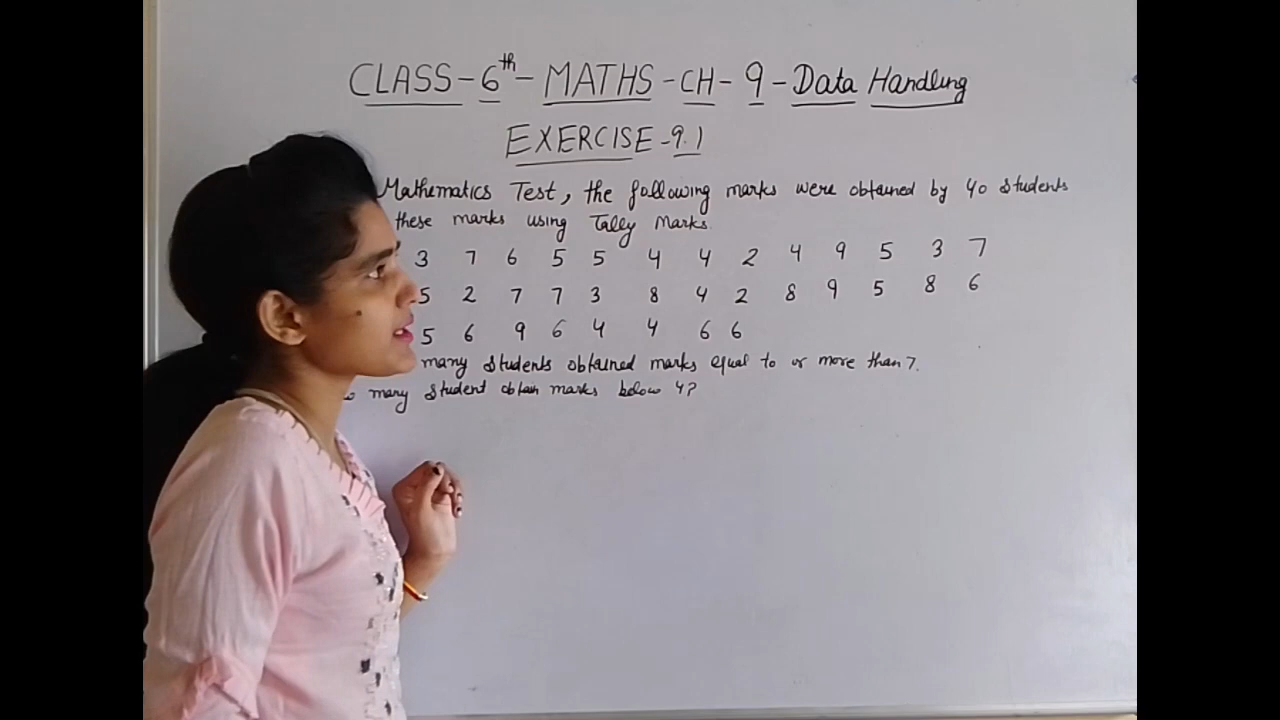 CLASS-6th-MATHS-CH-9-Data Handling
EXERCISE-9.1
Mathematics Test, the following marks were obtained by 40 students
these marks using Tally Marks.
3 7 6 5 5 4 4 2 4 9 5 3 7
5 2 7 7 3 8 4 2 8 9 5 8 6
5 6 9 6 4 4 6 6
many students obtained marks equal to or more than 7.
many student obtain marks below 4?